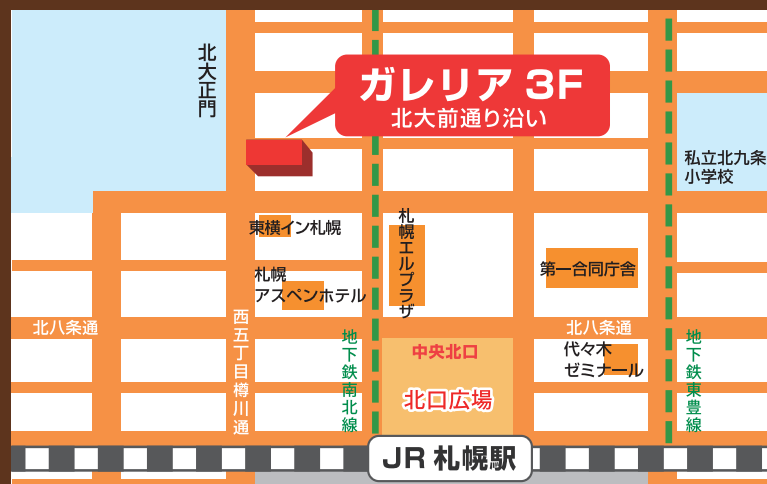 北大正門
ガレリア 3F
北大前通り沿い
私立北九条
小学校
東横イン札幌
札幌エルプラザ
第一合同庁舎
札幌
アスペンホテル
北八条通
北八条通
西五丁目樽川通
地下鉄南北線
中央北口
北口広場
代々木
ゼミナール
地下鉄東豊線
JR 札幌駅